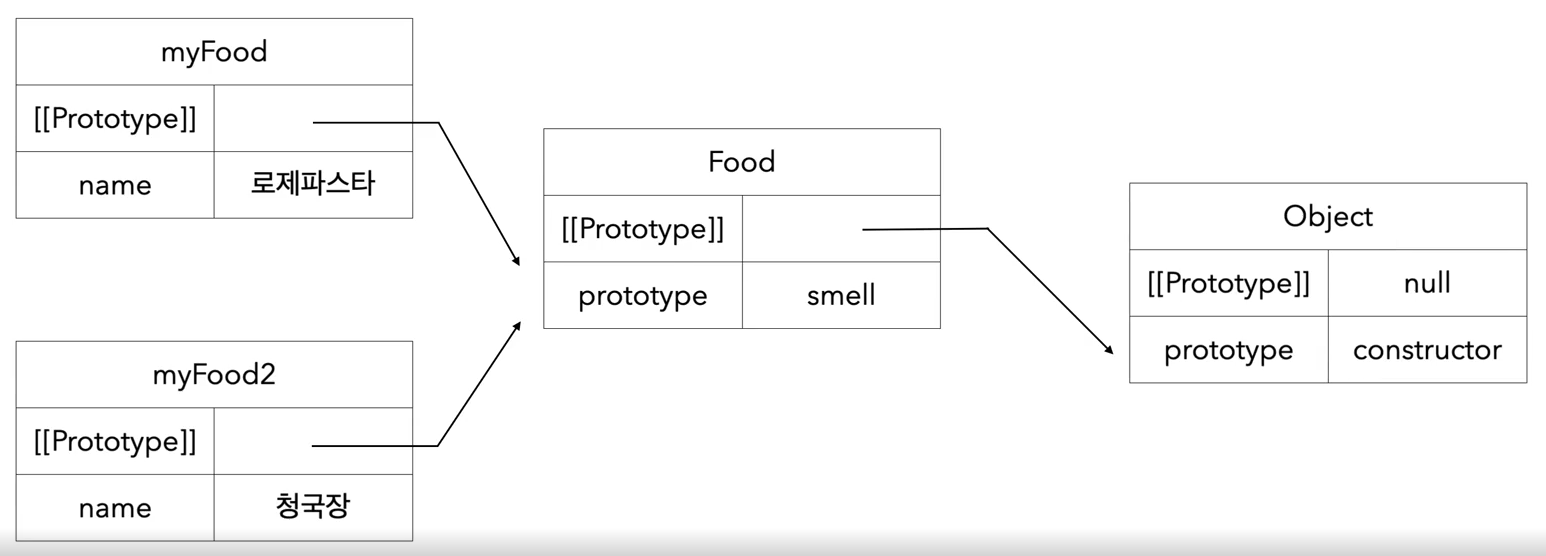 myFood
[[Prototype]]
name 로제파스타
Food
[[Prototype]]
prototype smell
Object
[[Prototype]] null
prototype constructor
myFood2
[[Prototype]]
name 청국장